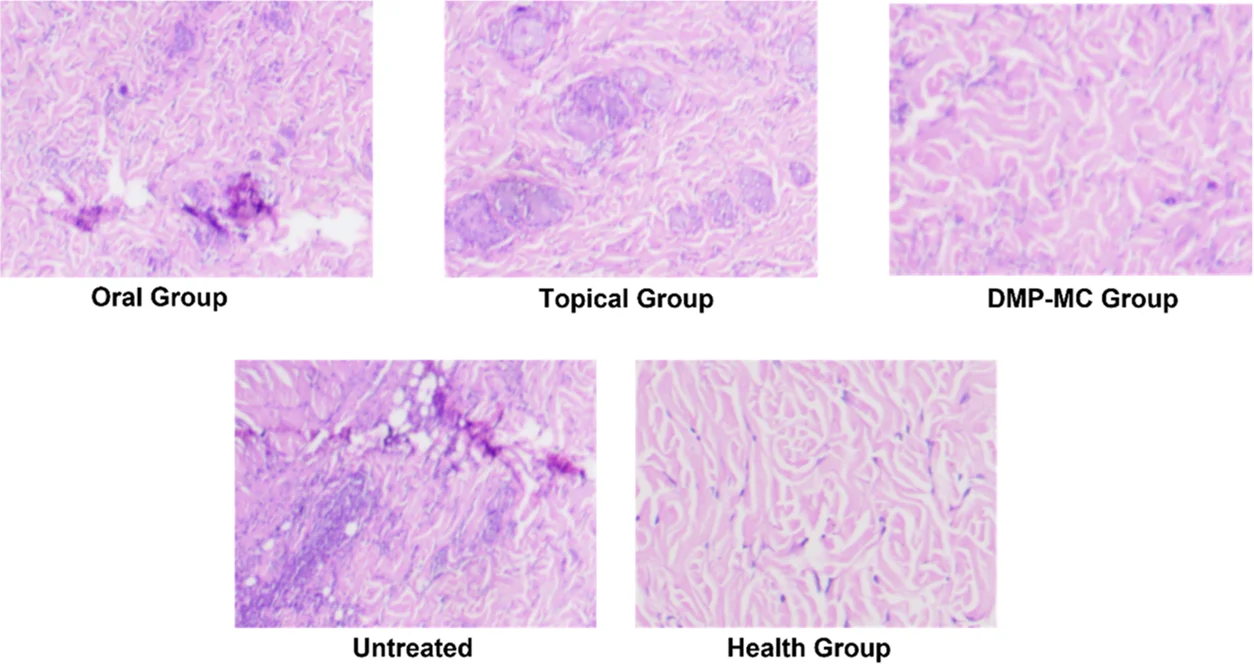 Oral Group
Topical Group
DMP-MC Group
Untreated
Health Group